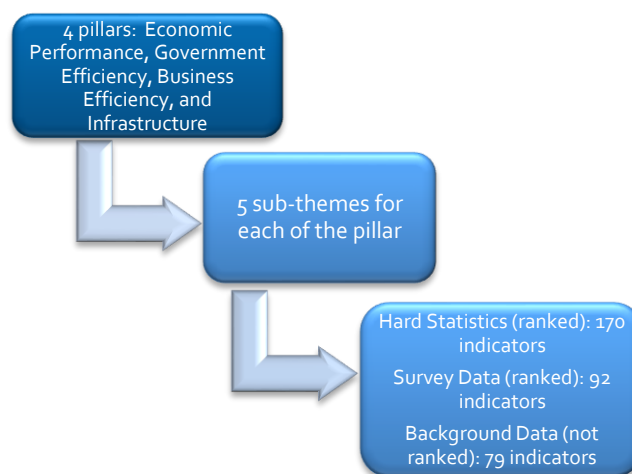 4 pillars:  Economic
Performance, Government
Efficiency, Business
Efficiency, and
Infrastructure
5 sub-themes for
each of the pillar
Hard Statistics (ranked): 170
indicators
Survey Data (ranked): 92
indicators
Background Data (not
ranked): 79 indicators